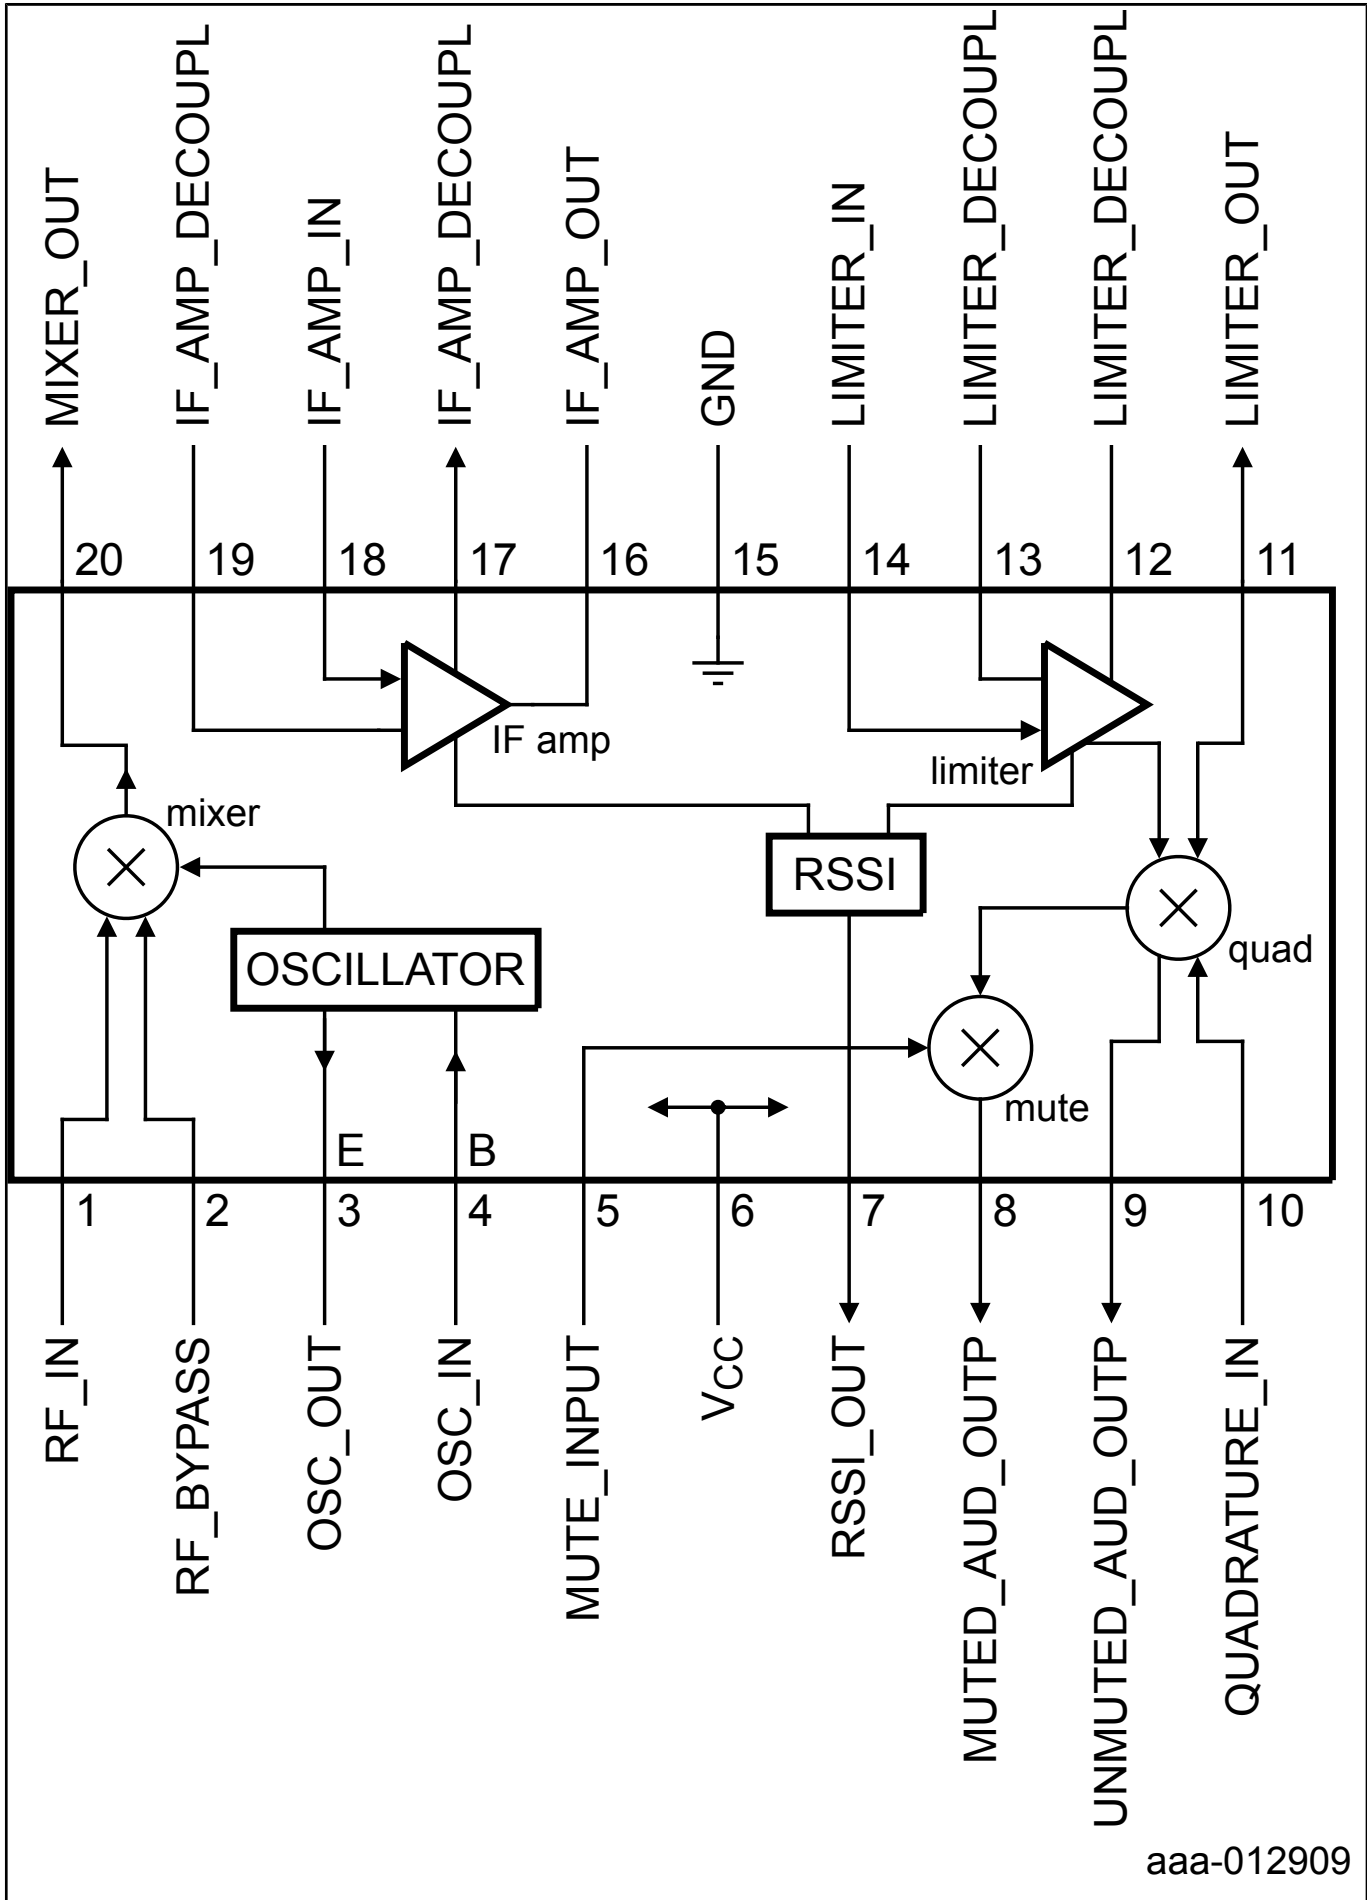 MIXER_OUT
IF_AMP_DECOUPL
IF_AMP_IN
IF_AMP_DECOUPL
IF_AMP_OUT
GND
LIMITER_IN
LIMITER_DECOUPL
LIMITER_DECOUPL
LIMITER_OUT
20 19 18 17 16 15 14 13 12 11
IF amp
limiter
mixer
RSSI
quad
OSCILLATOR
mute
E B
1 2 3 4 5 6 7 8 9 10
RF_IN
RF_BYPASS
OSC_OUT
OSC_IN
MUTE_INPUT
VCC
RSSI_OUT
MUTED_AUD_OUTP
UNMUTED_AUD_OUTP
QUADRATURE_IN
aaa-012909